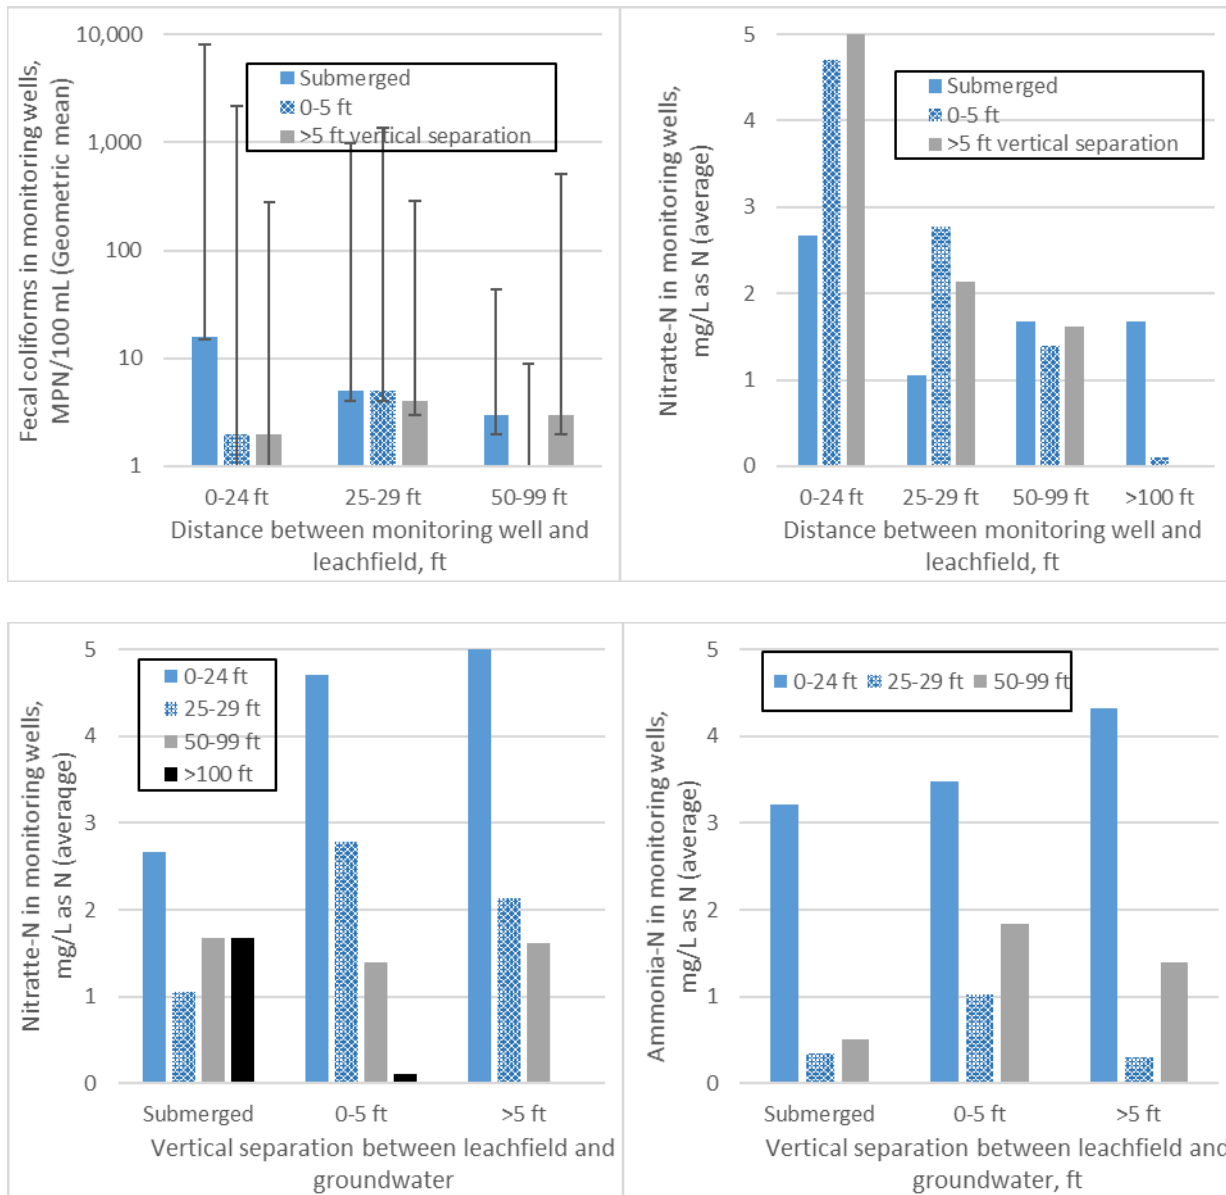 Fecal coliforms in monitoring wells,
MPN/100 mL (Geometric mean)
10,000
1,000
100
10
1
Submerged
0-5 ft
>5 ft vertical separation
0-24 ft
25-29 ft
50-99 ft
Distance between monitoring well and
leachfield, ft
Nitratte-N in monitoring wells,
mg/L as N (average)
5
4
3
2
1
0
Submerged
0-5 ft
>5 ft vertical separation
0-24 ft
25-29 ft
50-99 ft
>100 ft
Distance between monitoring well and
leachfield, ft
Nitratte-N in monitoring wells,
mg/L as N (averaqge)
5
4
3
2
1
0
0-24 ft
25-29 ft
50-99 ft
>100 ft
Submerged
0-5 ft
>5 ft
Vertical separation between leachfield and
groundwater
Ammonia-N in monitoring wells,
mg/L as N (average)
5
4
3
2
1
0
0-24 ft
25-29 ft
50-99 ft
Submerged
0-5 ft
>5 ft
Vertical separation between leachfield and
groundwater, ft